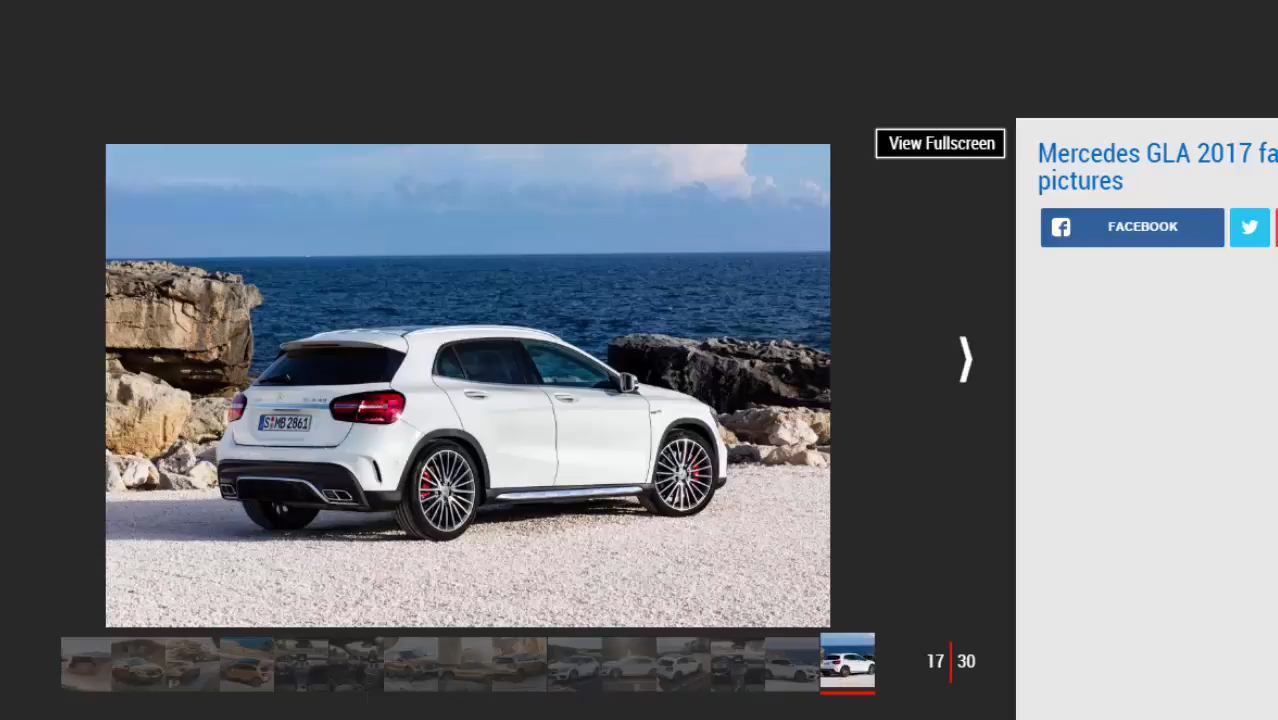 View Fullscreen
Mercedes GLA 2017 fa
pictures
FACEBOOK
S MB 2861
17 30